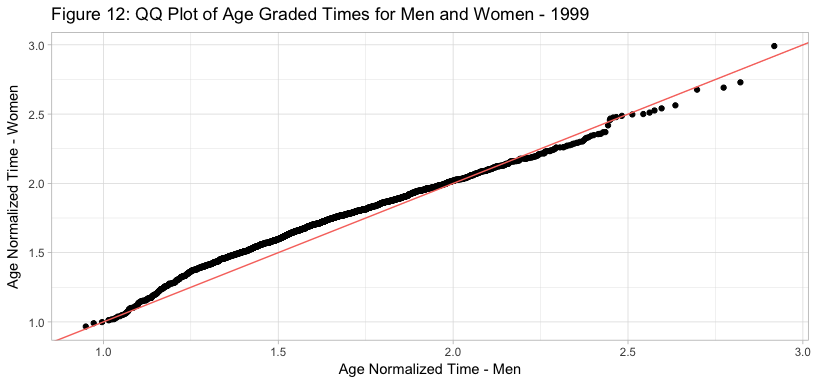 Figure 12: QQ Plot of Age Graded Times for Men and Women - 1999
3.0
2.5
2.0
1.5
1.0
Age Normalized Time - Women
1.0 1.5 2.0 2.5 3.0
Age Normalized Time - Men